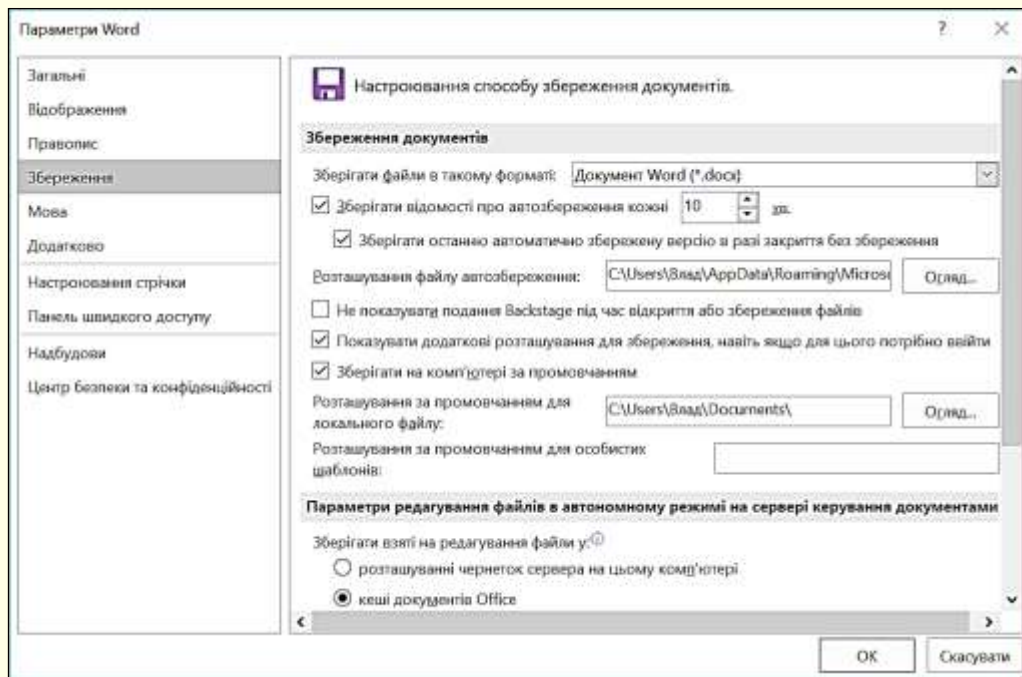 Параметри Word
?
Загальні
Відображення
Правопис
Збереження
Мова
Додатково
Настроювання стрічки
Панель швидкого доступу
Надбудови
Центр безпеки та конфіденційності
Настроювання способу збереження документів.
Збереження документів
Зберігати файли в такому форматі: Документ Word (*.docx)
Зберігати відомості про автозбереження кожні 10 хв.
Зберігати останню автоматично збережену версію в разі закриття без збереження
Розташування файлу автозбереження: C:\Users\Влад\AppData\Roaming\Microso Огляд...
Не показувати подання Backstage під час відкриття або збереження файлів
Показувати додаткові розташування для збереження, навіть якщо для цього потрібно ввійти
Зберігати на комп'ютері за промовчанням
Розташування за промовчанням для
локального файлу: C:\Users\Влад\Documents\ Огляд...
Розташування за промовчанням для особистих
шаблонів:
Параметри редагування файлів в автономному режимі на сервері керування документами
Зберігати взяті на редагування файли у:
розташуванні чернеток сервера на цьому комп'ютері
кеші документів Office
ОК Скасувати